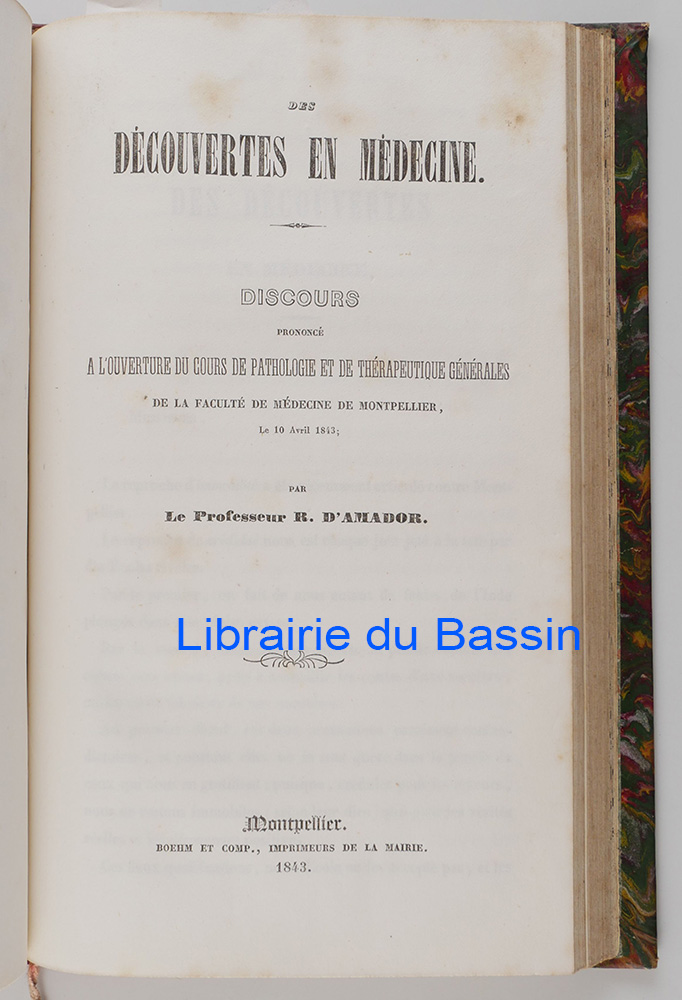 DES
DÉCOUVERTES EN MÉDECINE.
DISCOURS
PRONONCÉ
A L'OUVERTURE DU COURS DE PATHOLOGIE ET DE THÉRAPEUTIQUE GÉNÉRALES
DE LA FACULTÉ DE MÉDECINE DE MONTPELLIER,
Le 10 Avril 1843;
PAR
Le Professeur R. D'AMADOR.
Librairie du Bassin
Montpellier.
BOEHM ET COMP., IMPRIMEURS DE LA MAIRIE.
1843.